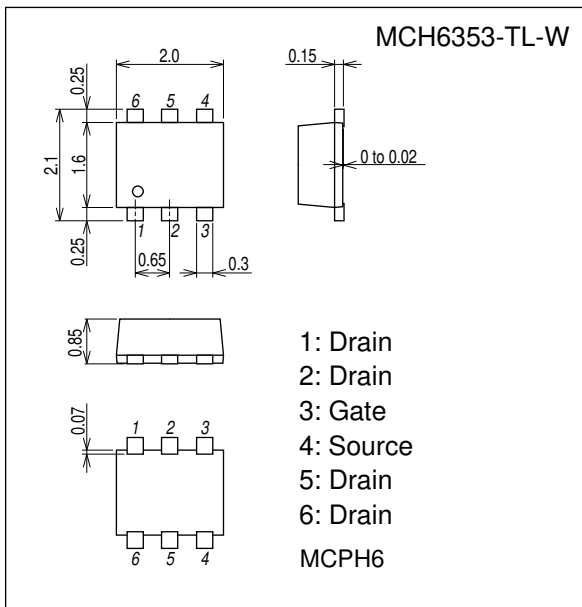 MCH6353-TL-W
2.0
0.15
0.25
6 5 4
2.1
1.6
0 to 0.02
0.25
1 2 3
0.65
0.3
0.85
1: Drain
2: Drain
3: Gate
4: Source
5: Drain
6: Drain
0.07
1 2 3
6 5 4
MCPH6